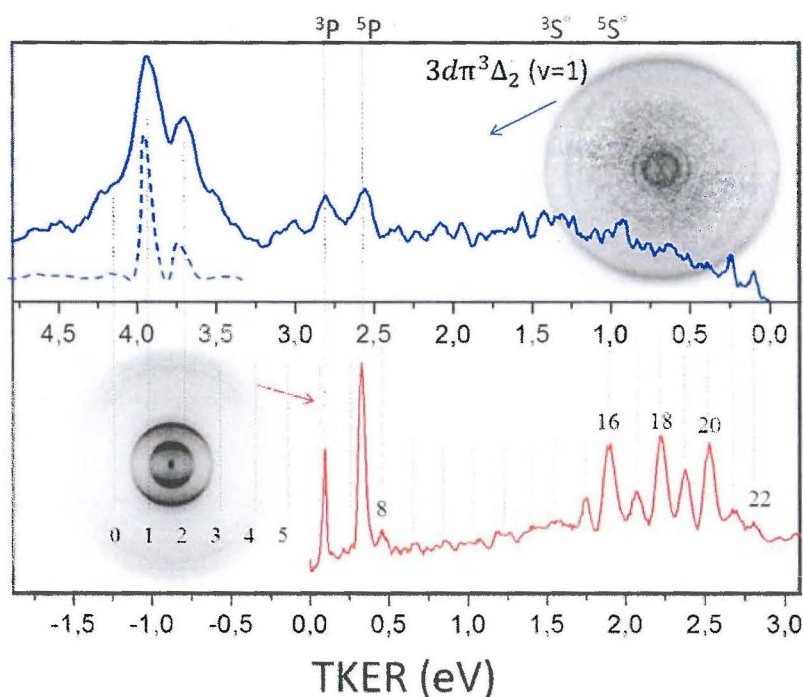 ³P ⁵P ³S° ⁵S°
3dπ³Δ₂ (v=1)
4,5 4,0 3,5 3,0 2,5 2,0 1,5 1,0 0,5 0,0
16 18 20
8 22
0 1 2 3 4 5
-1,5 -1,0 -0,5 0,0 0,5 1,0 1,5 2,0 2,5 3,0
TKER (eV)